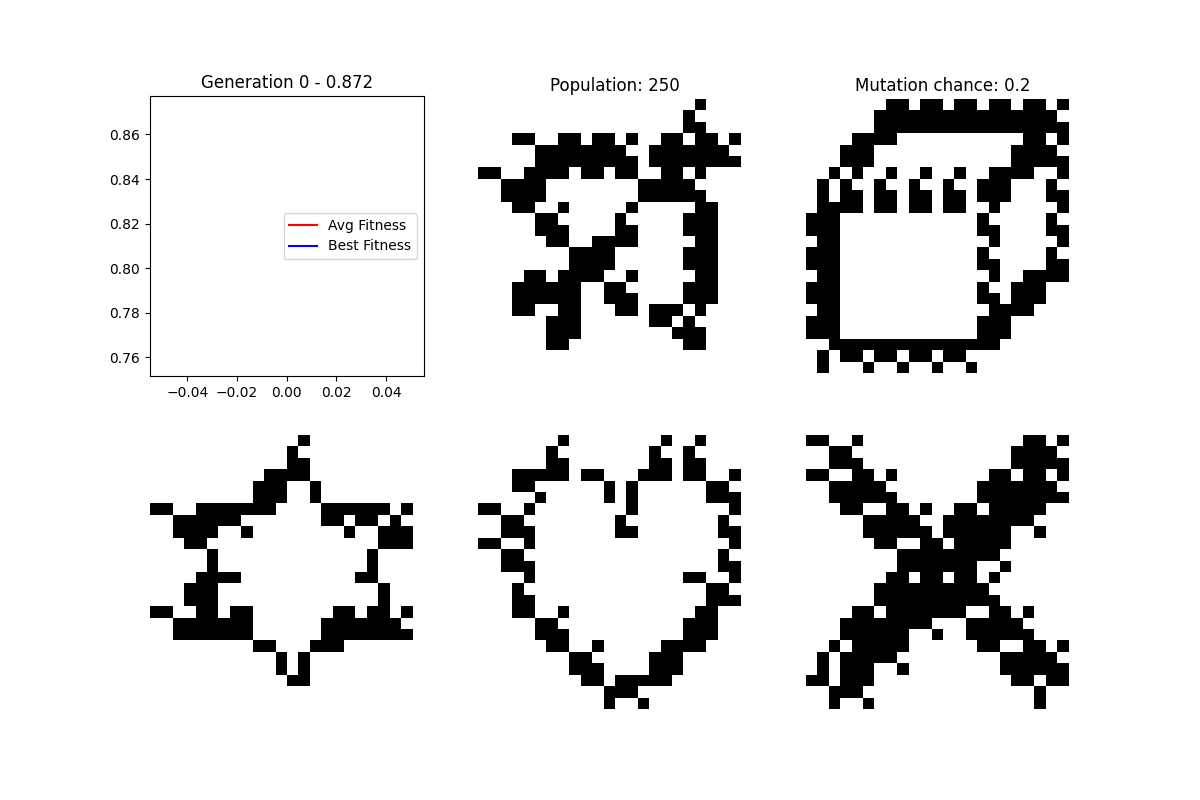 Generation 0 - 0.872
Population: 250
Mutation chance: 0.2
0.86
0.84
0.82
0.80
0.78
0.76
Avg Fitness
Best Fitness
−0.04 −0.02 0.00 0.02 0.04